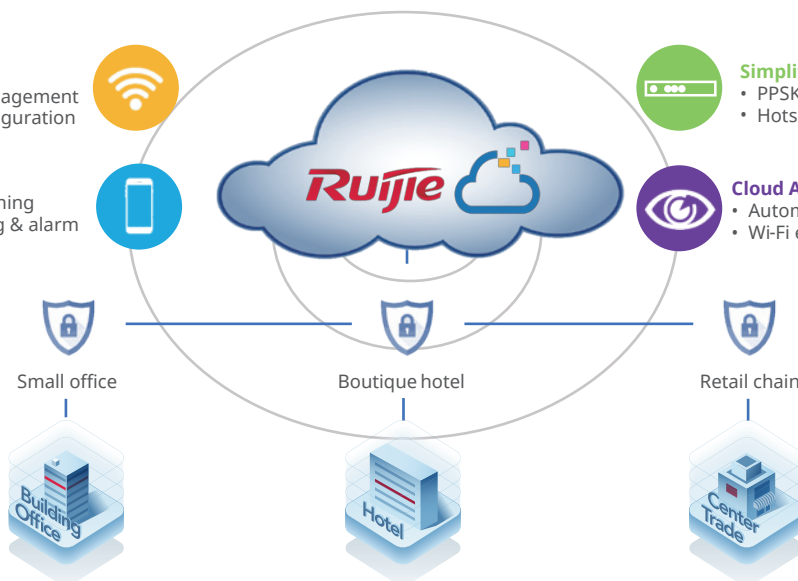 agement
guration
Simpli
• PPSK
• Hots
Ruijie
ning
g & alarm
Cloud A
• Auton
• Wi-Fi e
Small office
Boutique hotel
Retail chain
Building
Office
Hotel
Center
Trade